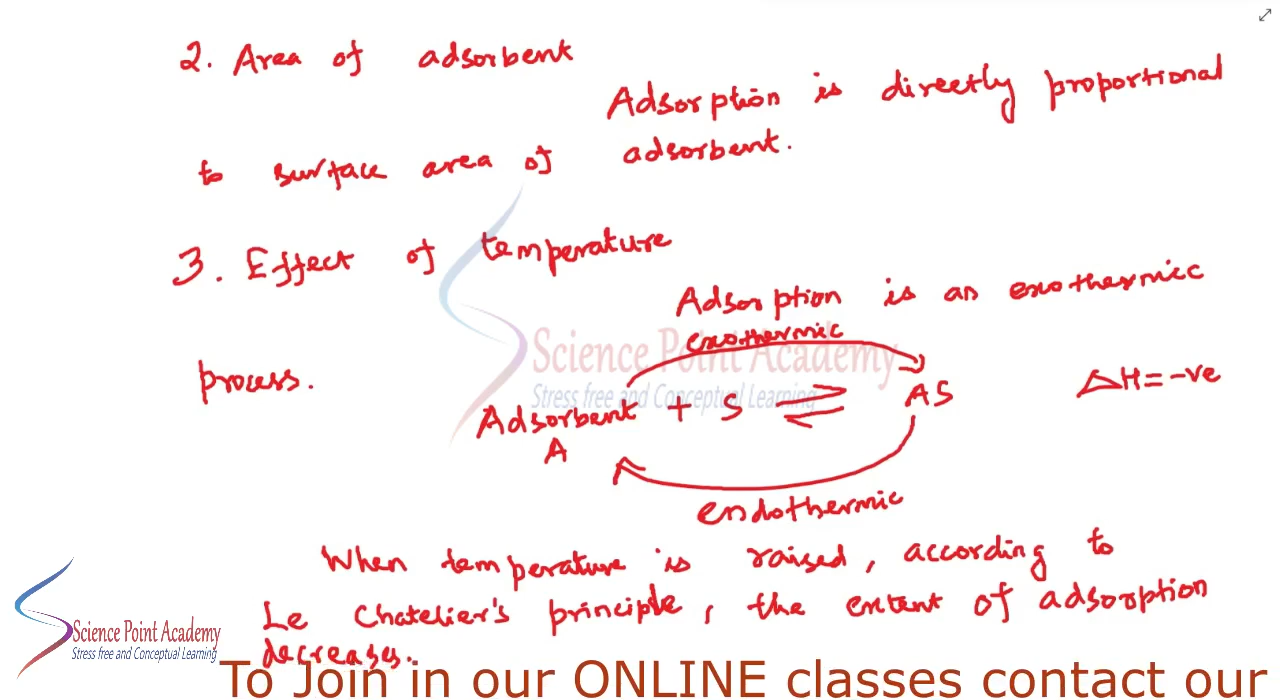 2. Area of adsorbent
Adsorption is directly proportional
to surface area of adsorbent.
3. Effect of temperature
Adsorption is an exothermic
process.
exothermic
Science Point Academy
Stress free and Conceptual Learning
Adsorbent + S ⇌ AS ΔH = -ve
A
endothermic
When temperature is raised, according to
Le Chatelier's principle, the extent of adsorption
decreases.
Science Point Academy
Stress free and Conceptual Learning
To Join in our ONLINE classes contact our